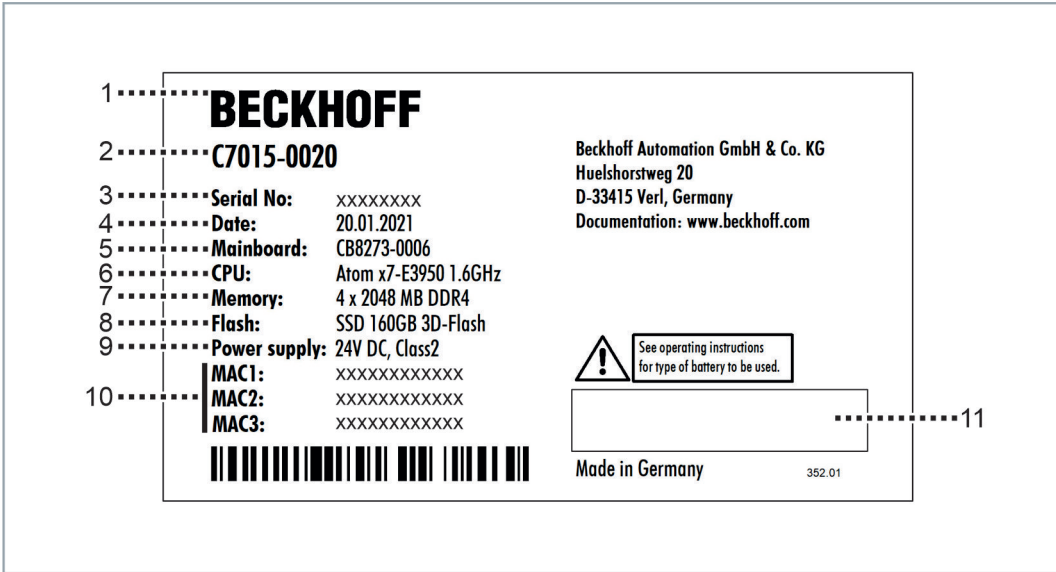 1 BECKHOFF
2 C7015-0020
3 Serial No: xxxxxxxx
4 Date: 20.01.2021
5 Mainboard: CB8273-0006
6 CPU: Atom x7-E3950 1.6GHz
7 Memory: 4 x 2048 MB DDR4
8 Flash: SSD 160GB 3D-Flash
9 Power supply: 24V DC, Class2
10
MAC1: xxxxxxxxxxxx
MAC2: xxxxxxxxxxxx
MAC3: xxxxxxxxxxxx
Beckhoff Automation GmbH & Co. KG
Huelshorstweg 20
D-33415 Verl, Germany
Documentation: www.beckhoff.com
See operating instructions
for type of battery to be used.
11
Made in Germany 352.01